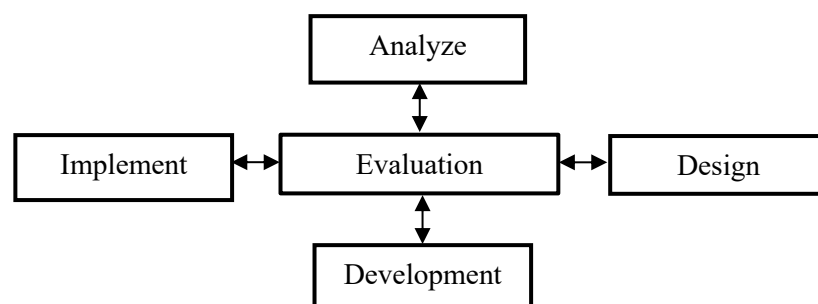 Analyze
Implement
Evaluation
Design
Development